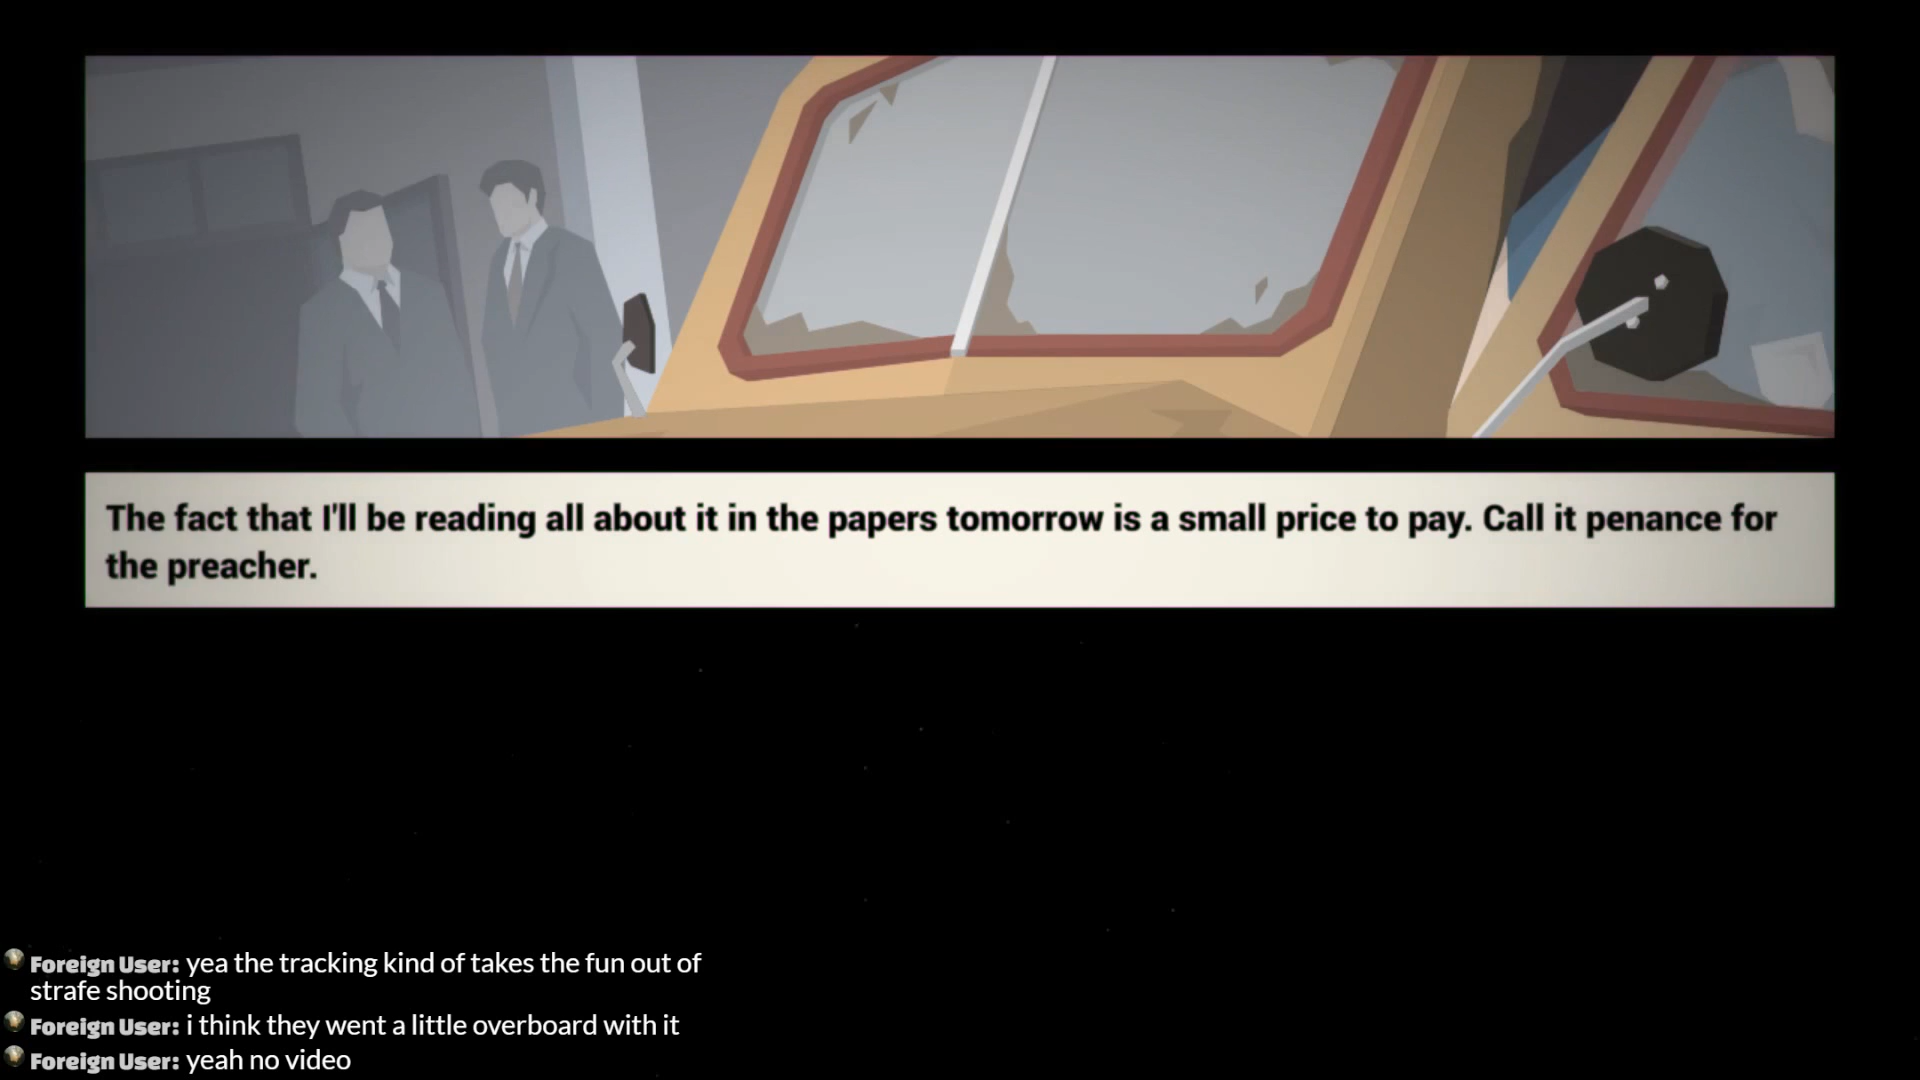 The fact that I'll be reading all about it in the papers tomorrow is a small price to pay. Call it penance for
the preacher.
Foreign User: yea the tracking kind of takes the fun out of
strafe shooting
Foreign User: i think they went a little overboard with it
Foreign User: yeah no video